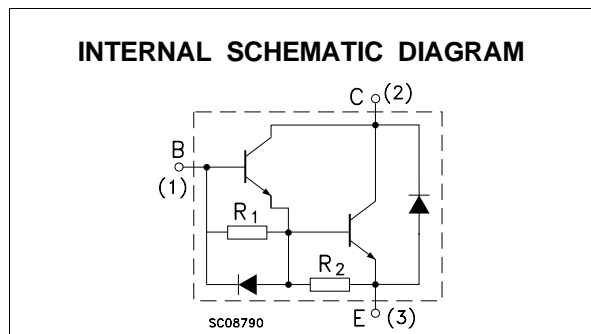 INTERNAL SCHEMATIC DIAGRAM
C (2)
B
(1)
R1
R2
SC08790
E (3)